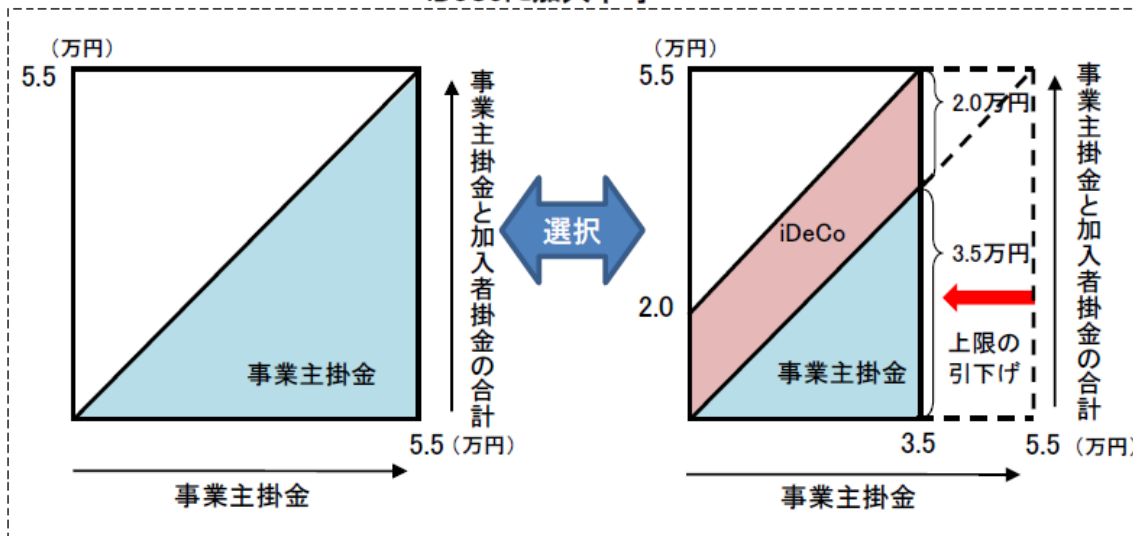 （万円）
5.5
事業主掛金と加入者掛金の合計
事業主掛金
5.5（万円）
事業主掛金
選択
（万円）
5.5
2.0万円
iDeCo
3.5万円
2.0
上限の
引下げ
事業主掛金
事業主掛金と加入者掛金の合計
3.5
5.5（万円）
事業主掛金